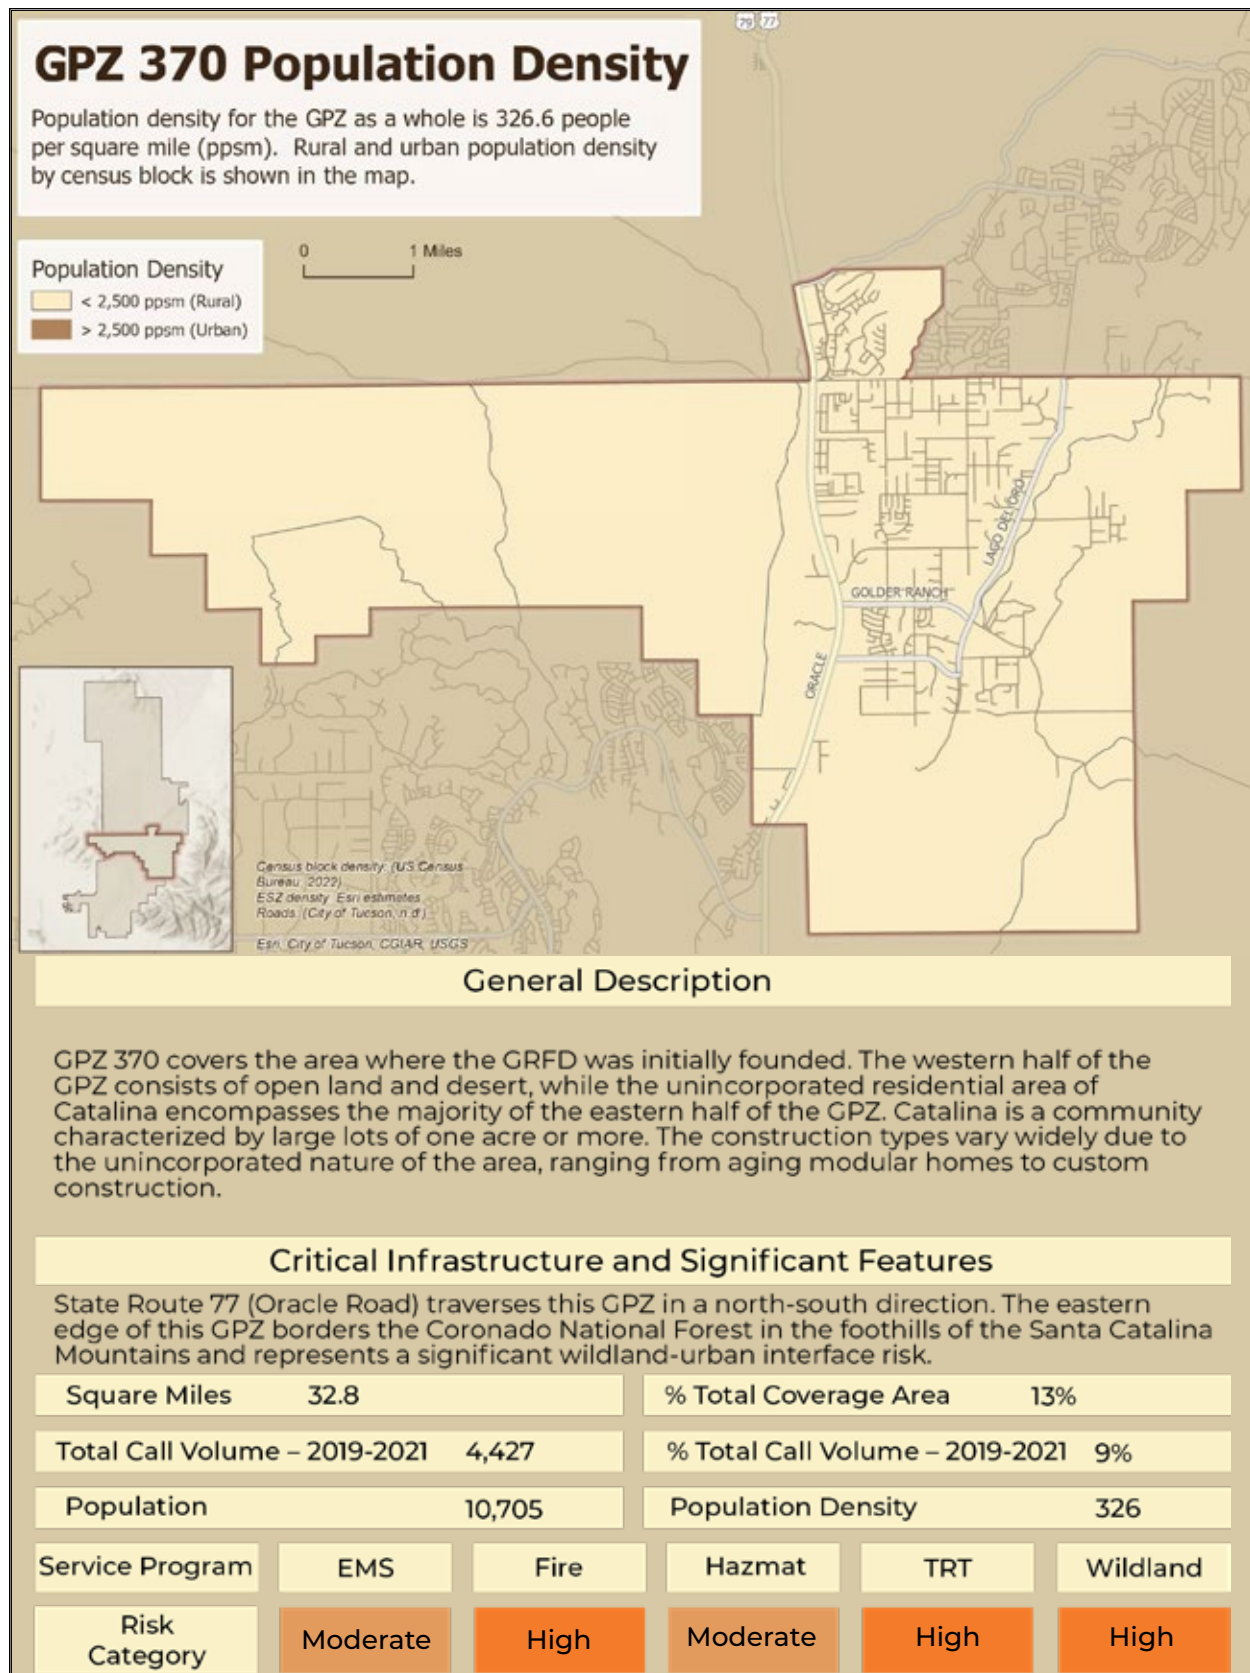 79 77
GPZ 370 Population Density
Population density for the GPZ as a whole is 326.6 people
per square mile (ppsm). Rural and urban population density
by census block is shown in the map.
0 1 Miles
Population Density
< 2,500 ppsm (Rural)
> 2,500 ppsm (Urban)
LAGO DEL ORO
GOLDER RANCH
ORACLE
Census block density: (US Census
Bureau, 2022)
ESZ density: Esri estimates
Roads: (City of Tucson, n.d.)
Esri, City of Tucson, CGIAR, USGS
General Description
GPZ 370 covers the area where the GRFD was initially founded. The western half of the
GPZ consists of open land and desert, while the unincorporated residential area of
Catalina encompasses the majority of the eastern half of the GPZ. Catalina is a community
characterized by large lots of one acre or more. The construction types vary widely due to
the unincorporated nature of the area, ranging from aging modular homes to custom
construction.
Critical Infrastructure and Significant Features
State Route 77 (Oracle Road) traverses this GPZ in a north-south direction. The eastern
edge of this GPZ borders the Coronado National Forest in the foothills of the Santa Catalina
Mountains and represents a significant wildland-urban interface risk.
Square Miles 32.8 % Total Coverage Area 13%
Total Call Volume – 2019-2021 4,427 % Total Call Volume – 2019-2021 9%
Population 10,705 Population Density 326
Service Program EMS Fire Hazmat TRT Wildland
Risk
Category Moderate High Moderate High High